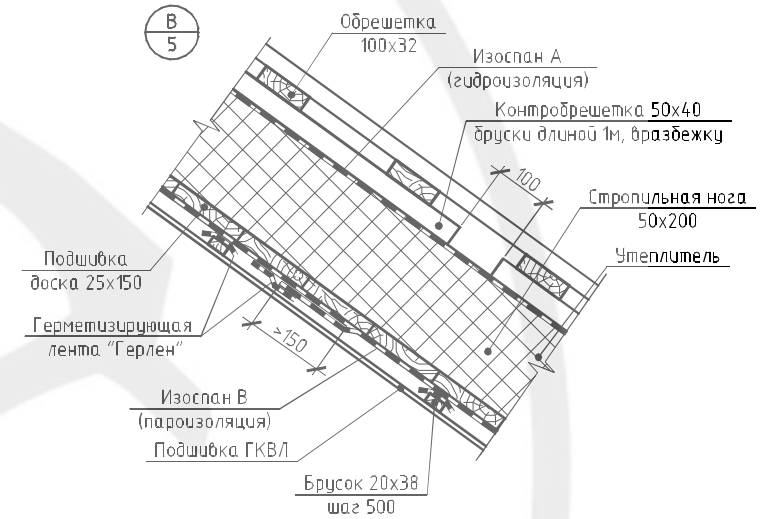 В
5
Обрешетка
100х32
Изоспан А
(гидроизоляция)
Контробрешетка 50х40
бруски длиной 1м, вразбежку
100
Стропильная нога
50х200
Утеплитель
Подшивка
доска 25х150
Герметизирующая
лента "Герлен"
≥150
Изоспан В
(пароизоляция)
Подшивка ГКВЛ
Брусок 20х38
шаг 500